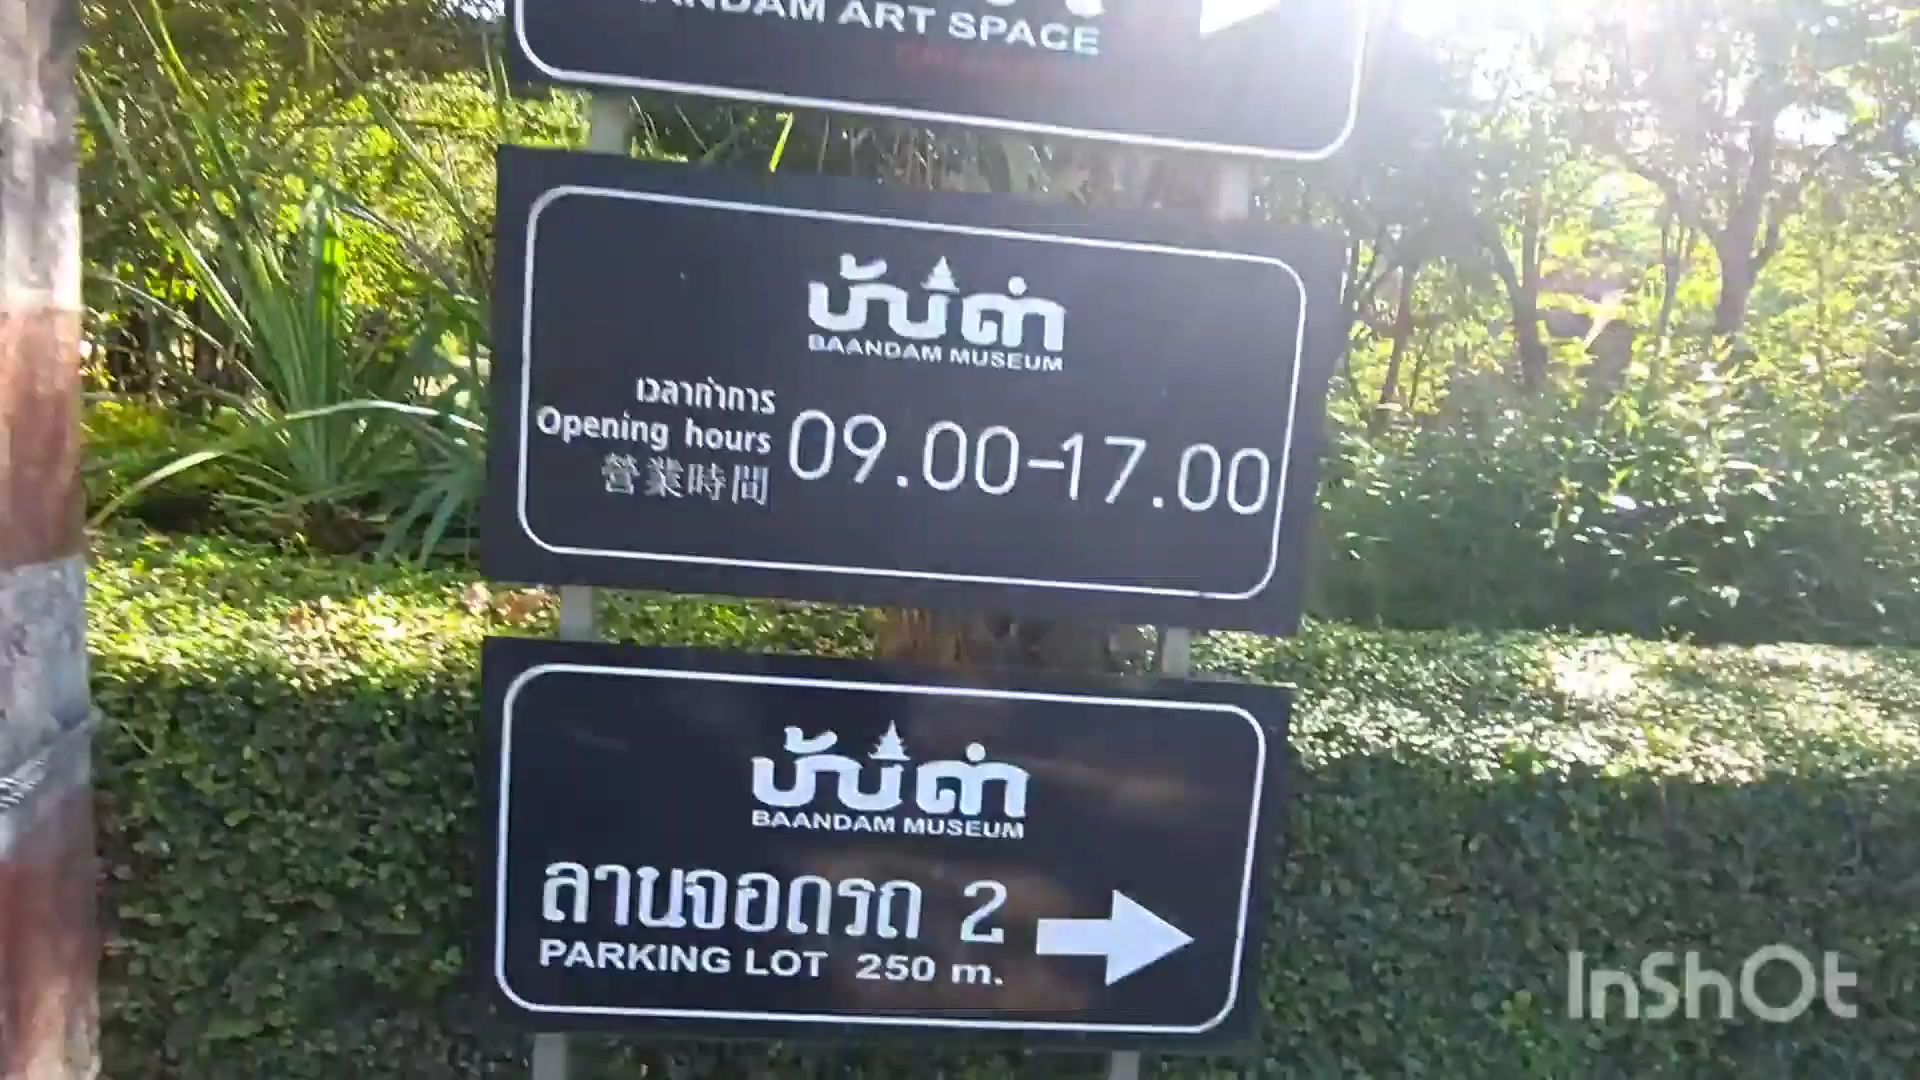 BAANDAM ART SPACE
บ้านดำ
BAANDAM MUSEUM
เวลาทำการ
Opening hours
營業時間
09.00-17.00
บ้านดำ
BAANDAM MUSEUM
ลานจอดรถ 2
PARKING LOT 250 m.
InShOt